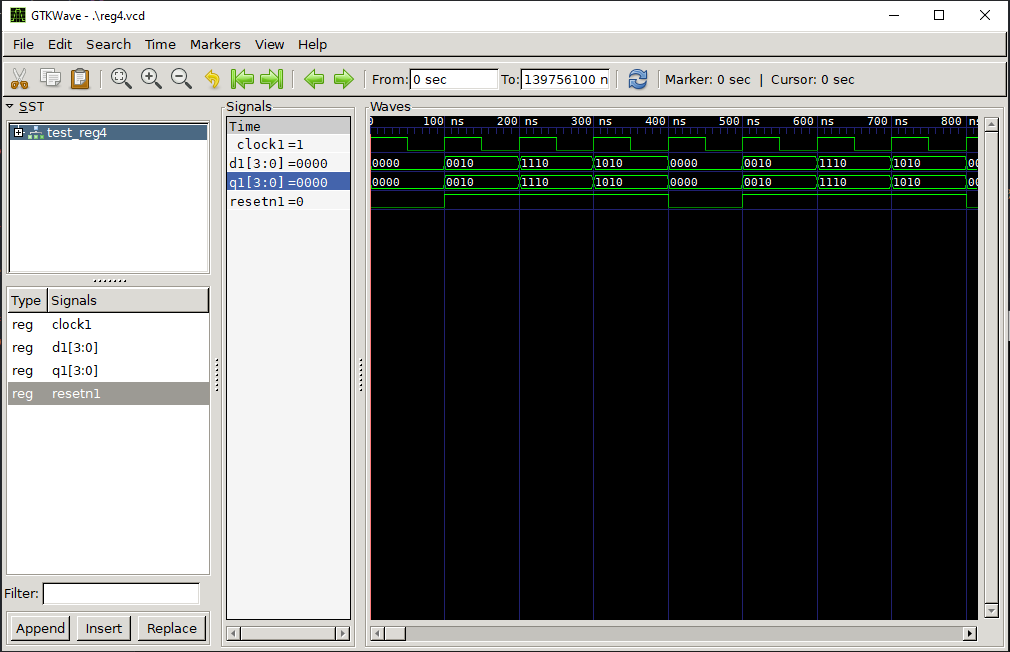 GTKWave - .\reg4.vcd
File Edit Search Time Markers View Help
From: 0 sec To: 139756100 n Marker: 0 sec | Cursor: 0 sec
SST
test_reg4
Type Signals
reg clock1
reg d1[3:0]
reg q1[3:0]
reg resetn1
Filter:
Append Insert Replace
Signals
Time
clock1=1
d1[3:0]=0000
q1[3:0]=0000
resetn1=0
Waves
0 100 ns 200 ns 300 ns 400 ns 500 ns 600 ns 700 ns 800 ns
0000 0010 1110 1010 0000 0010 1110 1010 00
0000 0010 1110 1010 0000 0010 1110 1010 00